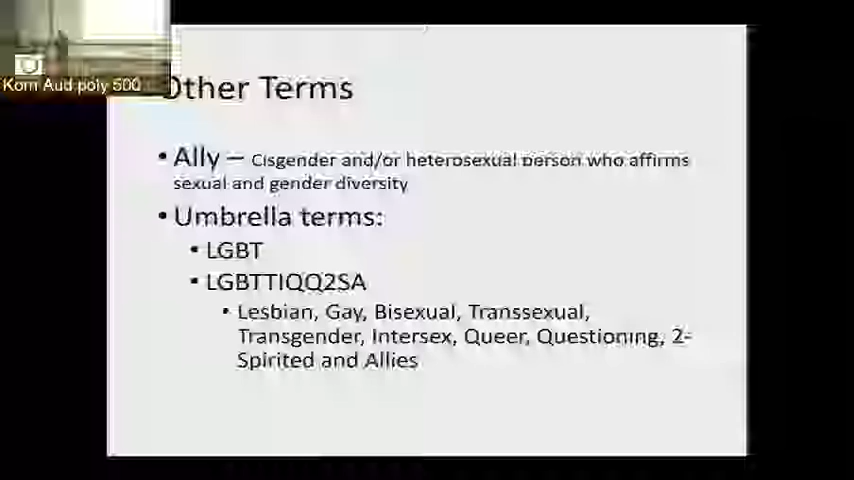 Kom Aud poly 500
Other Terms
• Ally – Cisgender and/or heterosexual person who affirms
sexual and gender diversity
• Umbrella terms:
• LGBT
• LGBTTIQQ2SA
• Lesbian, Gay, Bisexual, Transsexual,
Transgender, Intersex, Queer, Questioning, 2-
Spirited and Allies